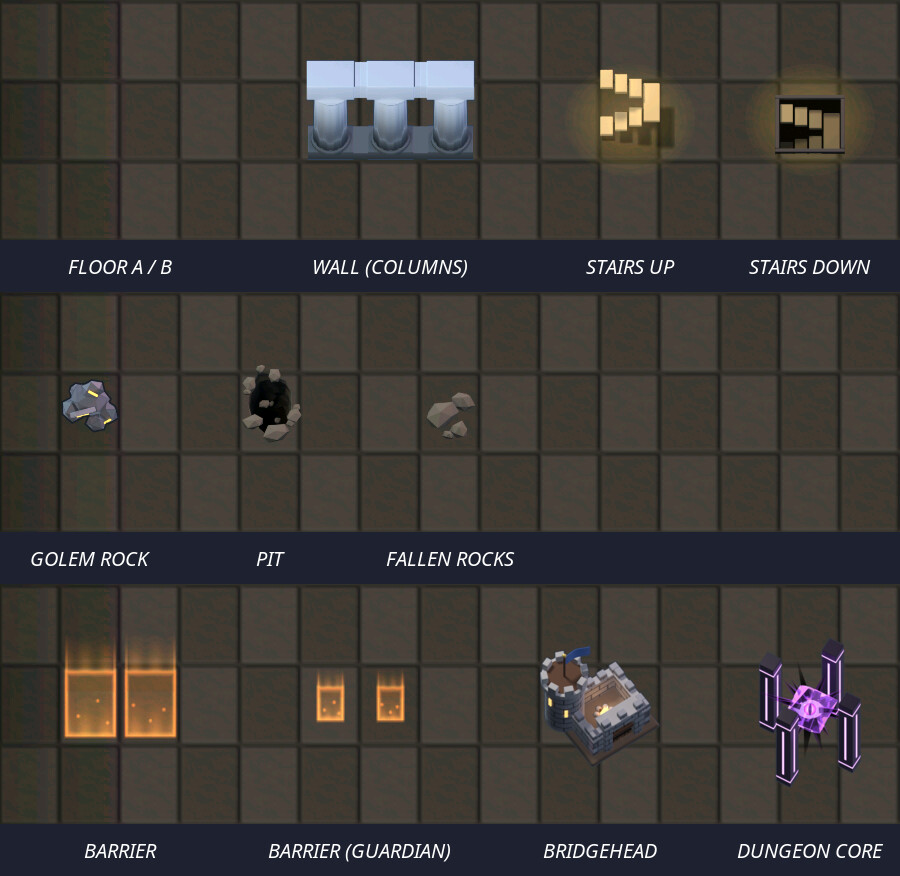 FLOOR A / B
WALL (COLUMNS)
STAIRS UP
STAIRS DOWN
GOLEM ROCK
PIT
FALLEN ROCKS
BARRIER
BARRIER (GUARDIAN)
BRIDGEHEAD
DUNGEON CORE